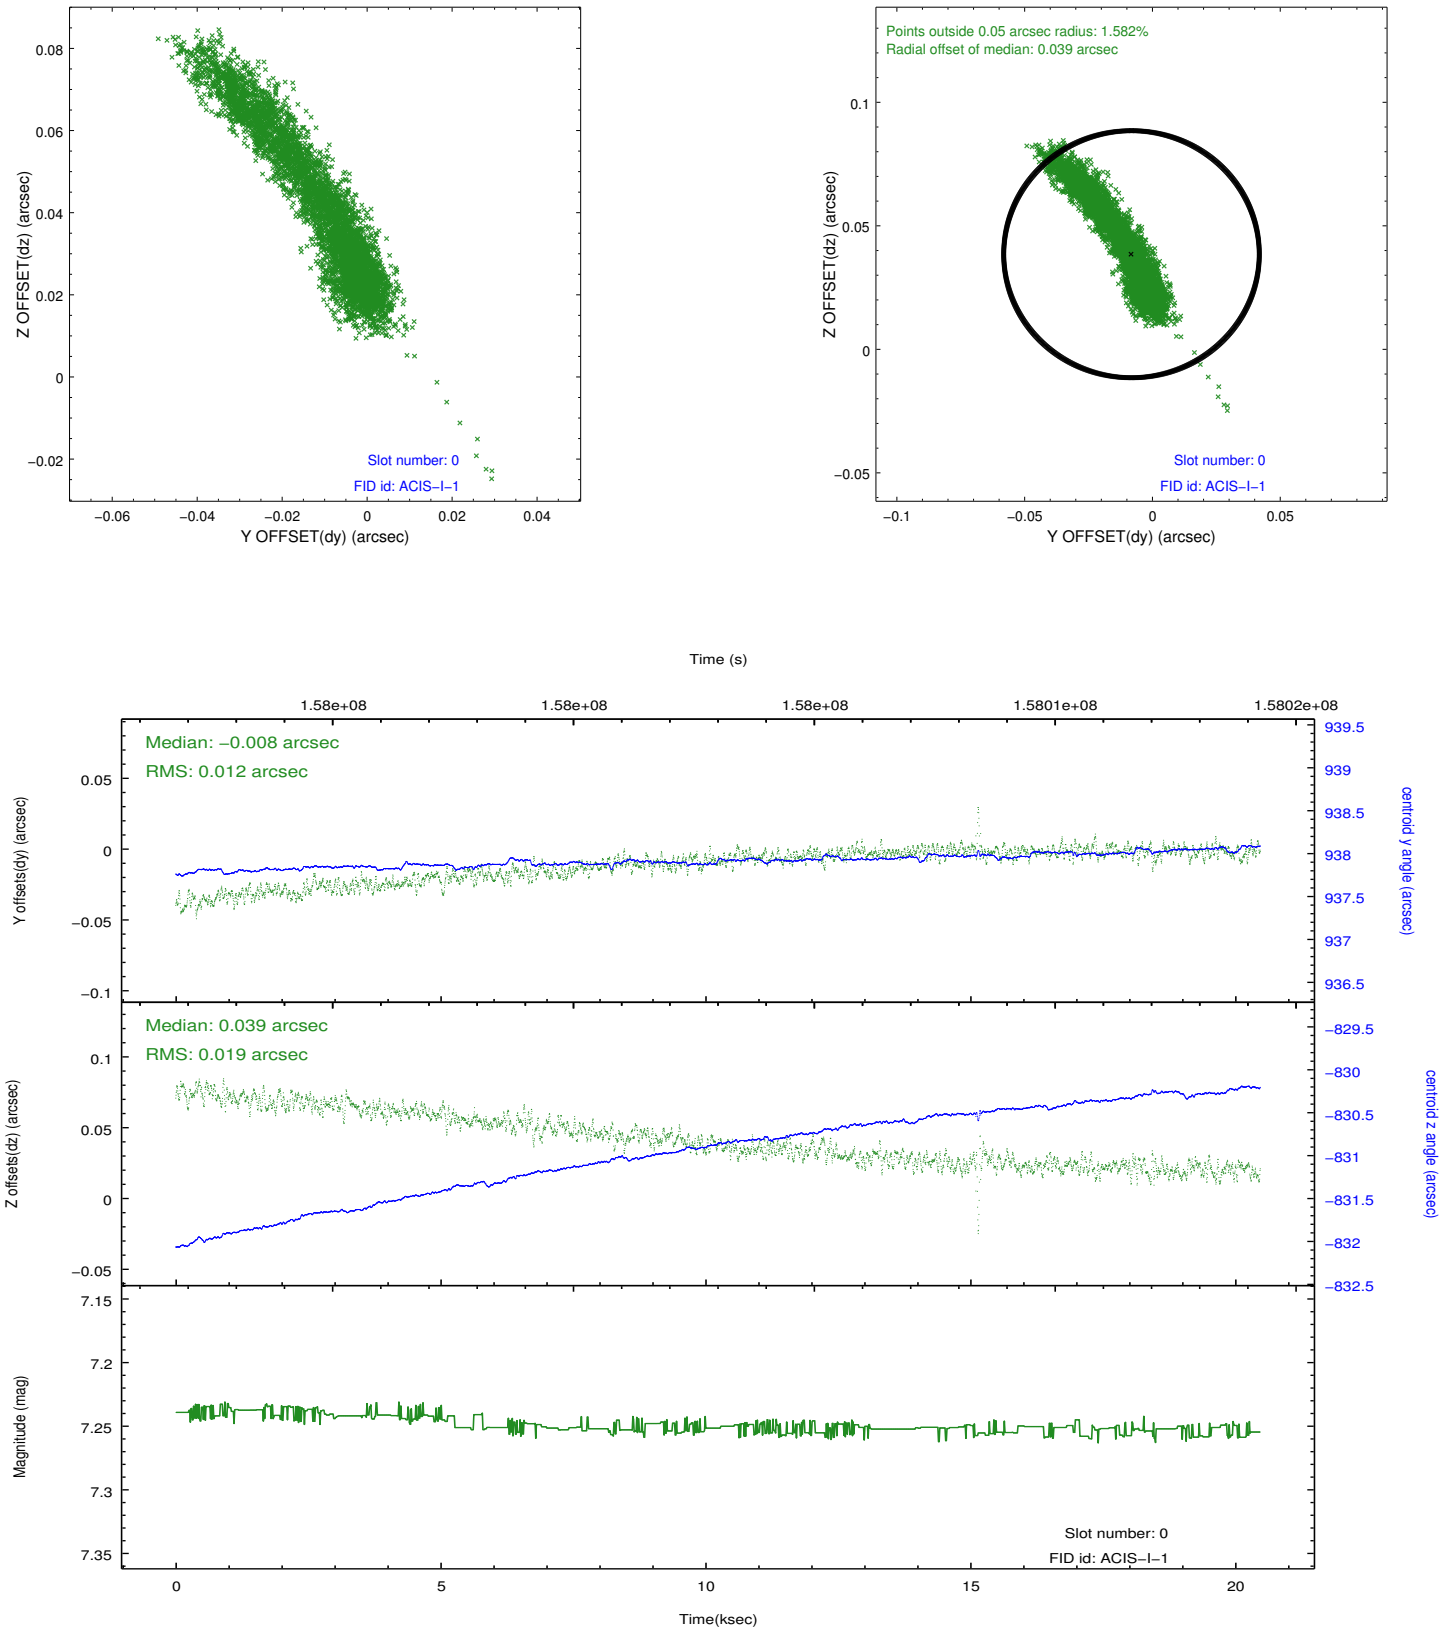 0.08
0.06
0.04
0.02
0
−0.02
Z OFFSET(dz) (arcsec)
Slot number: 0
FID id: ACIS−I−1
−0.06 −0.04 −0.02 0 0.02 0.04
Y OFFSET(dy) (arcsec)
Points outside 0.05 arcsec radius: 1.582%
Radial offset of median: 0.039 arcsec
0.1
0.05
0
−0.05
Z OFFSET(dz) (arcsec)
Slot number: 0
FID id: ACIS−I−1
−0.1 −0.05 0 0.05
Y OFFSET(dy) (arcsec)
Time (s)
1.58e+08 1.58e+08 1.58e+08 1.5801e+08 1.5802e+08
Median: −0.008 arcsec
RMS: 0.012 arcsec
0.05
0
−0.05
−0.1
Y offsets(dy) (arcsec)
939.5
939
938.5
938
937.5
937
936.5
centroid y angle (arcsec)
Median: 0.039 arcsec
RMS: 0.019 arcsec
0.1
0.05
0
−0.05
Z offsets(dz) (arcsec)
−829.5
−830
−830.5
−831
−831.5
−832
−832.5
centroid z angle (arcsec)
7.15
7.2
7.25
7.3
7.35
Magnitude (mag)
Slot number: 0
FID id: ACIS−I−1
0 5 10 15 20
Time(ksec)